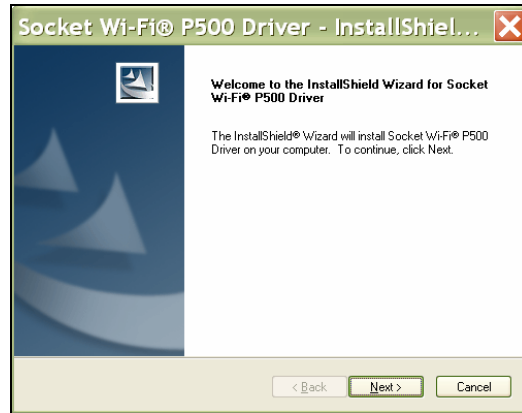 Socket Wi-Fi® P500 Driver - InstallShiel...
Welcome to the InstallShield Wizard for Socket
Wi-Fi® P500 Driver
The InstallShield® Wizard will install Socket Wi-Fi® P500
Driver on your computer. To continue, click Next.
< Back
Next >
Cancel